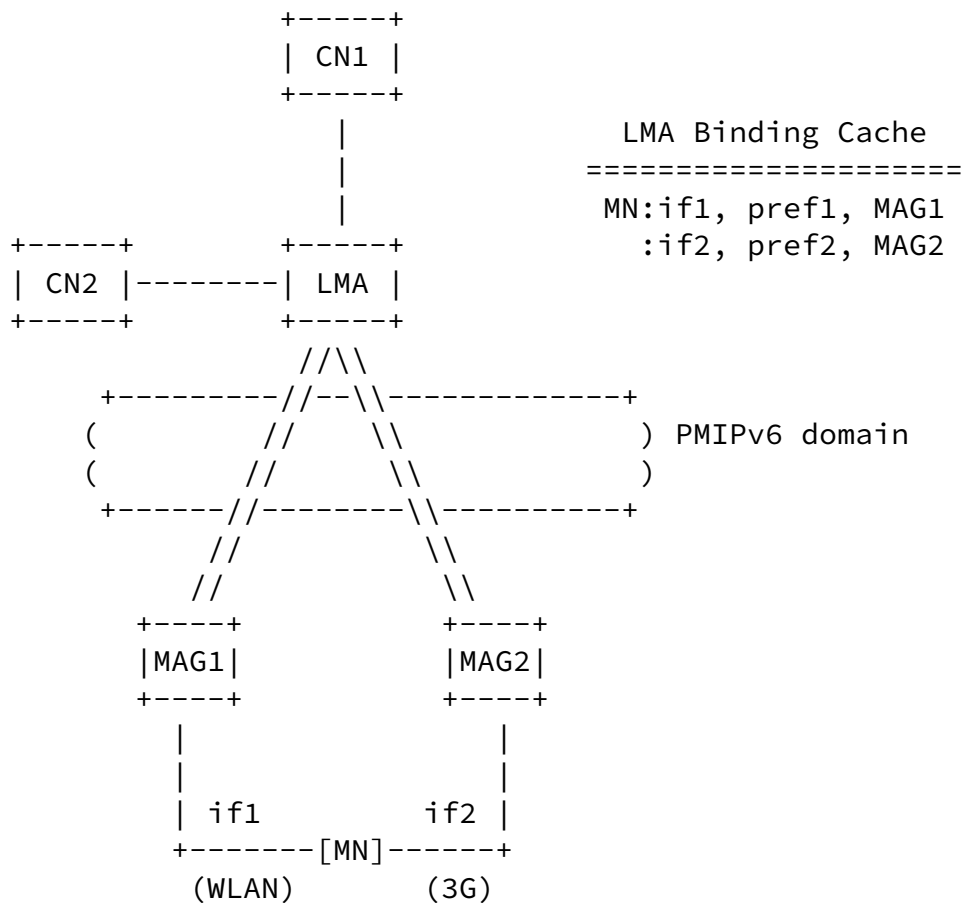 CN1
LMA Binding Cache
=====================
MN:if1, pref1, MAG1
CN2 LMA :if2, pref2, MAG2
PMIPv6 domain
MAG1 MAG2
if1 if2
[MN]
(WLAN) (3G)